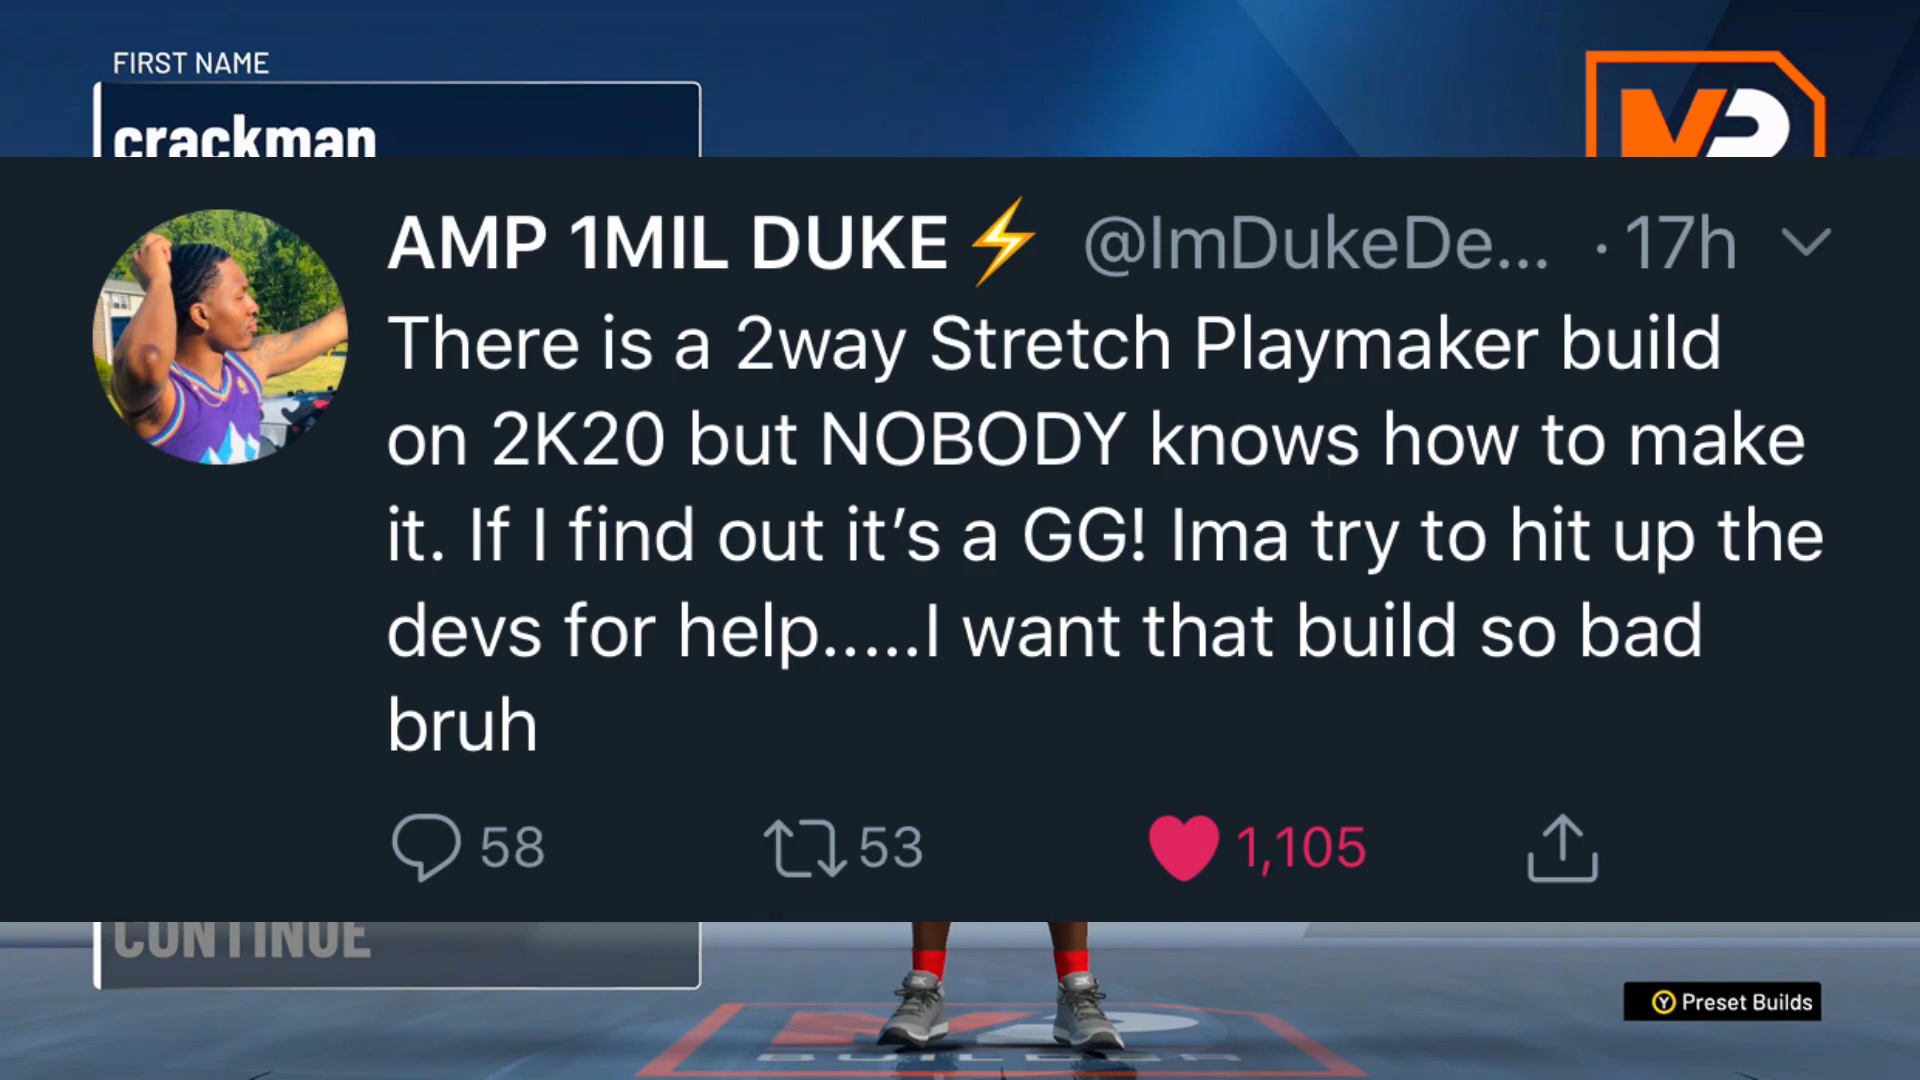 FIRST NAME
crackman
AMP 1MIL DUKE⚡ @ImDukeDe... · 17h
There is a 2way Stretch Playmaker build
on 2K20 but NOBODY knows how to make
it. If I find out it’s a GG! Ima try to hit up the
devs for help.....I want that build so bad
bruh
58 53 1,105
CONTINUE
Y Preset Builds
BUILDER